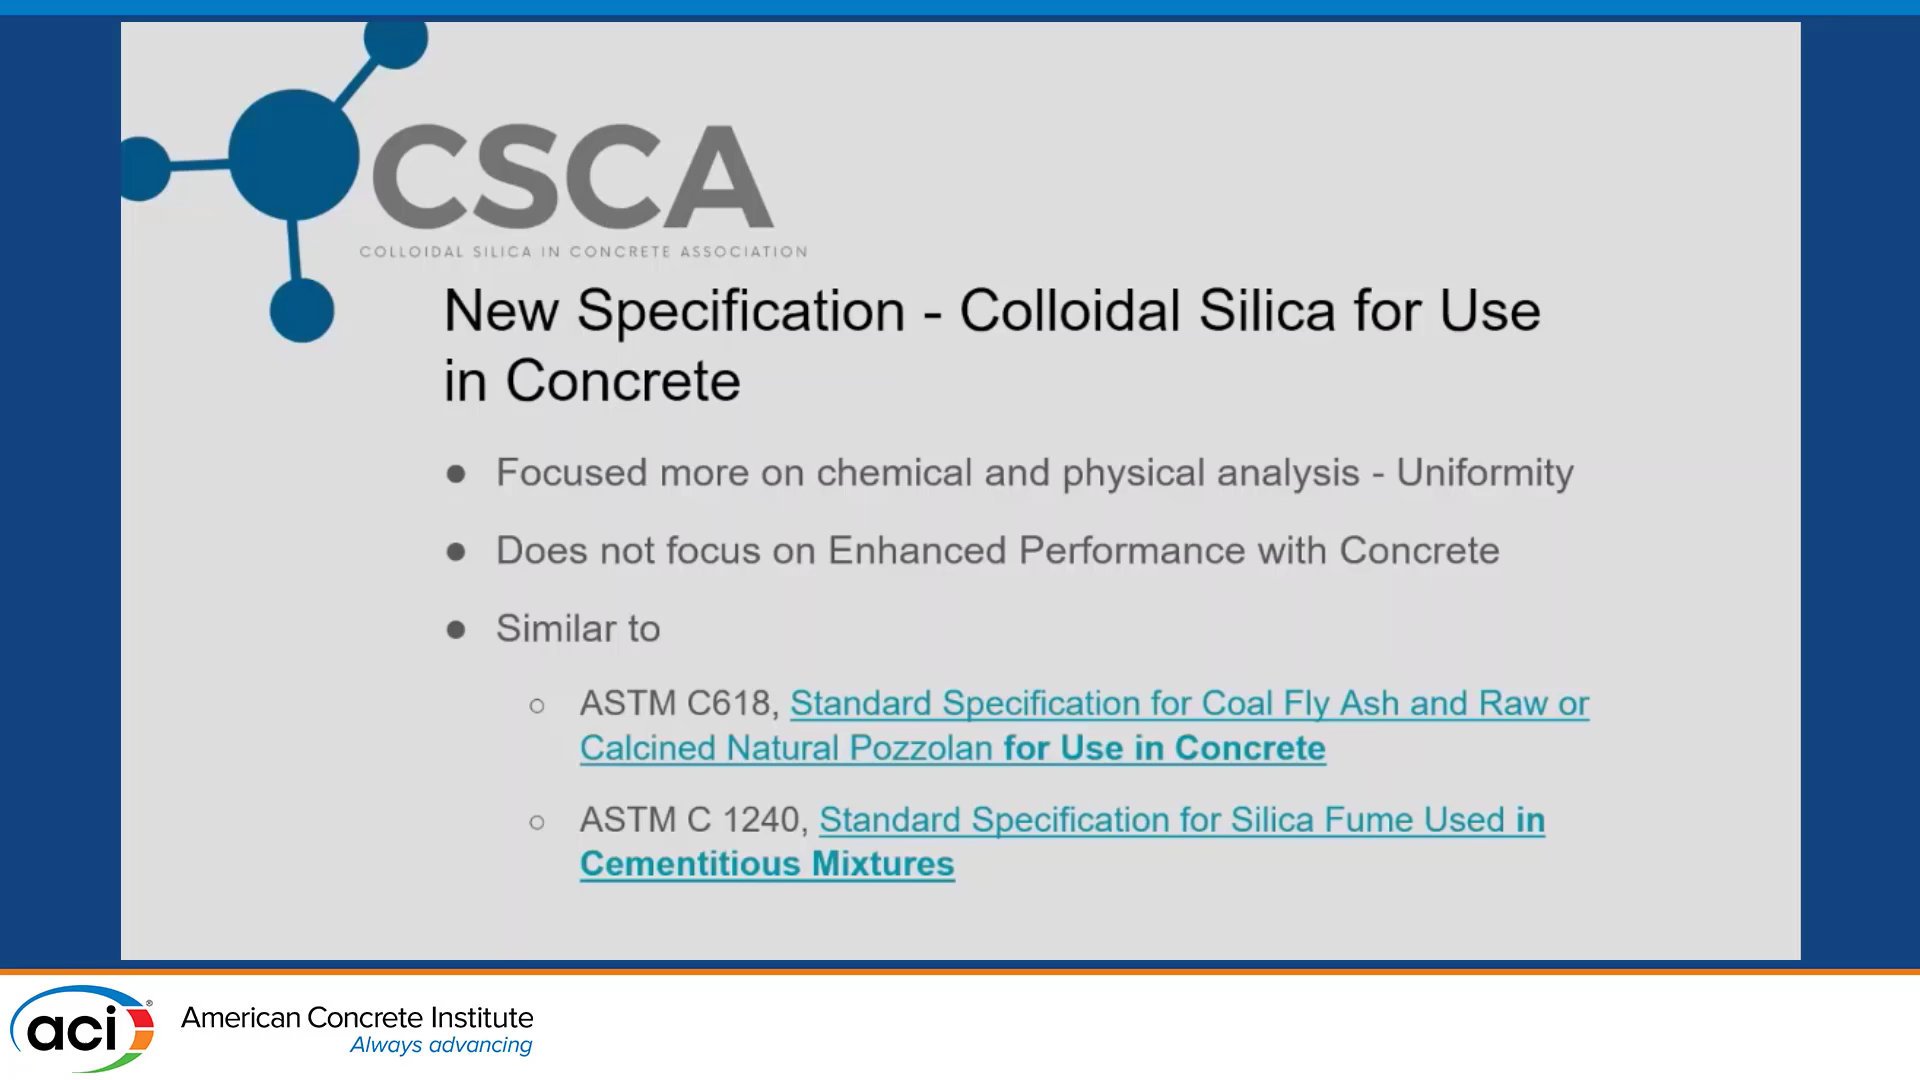 CSCA
COLLOIDAL SILICA IN CONCRETE ASSOCIATION
New Specification - Colloidal Silica for Use
in Concrete
● Focused more on chemical and physical analysis - Uniformity
● Does not focus on Enhanced Performance with Concrete
● Similar to
○ ASTM C618, Standard Specification for Coal Fly Ash and Raw or
Calcined Natural Pozzolan for Use in Concrete
○ ASTM C 1240, Standard Specification for Silica Fume Used in
Cementitious Mixtures
aci®
American Concrete Institute
Always advancing